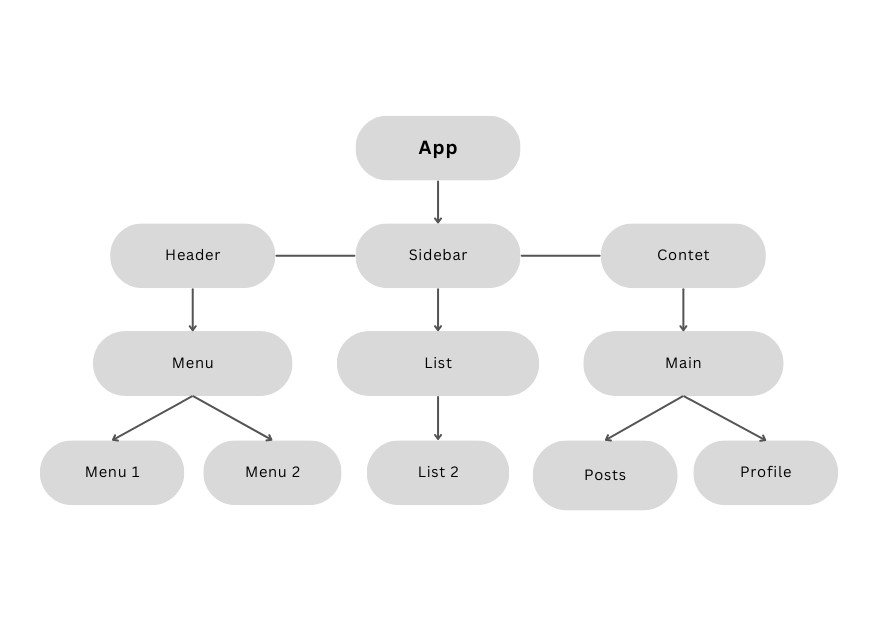 App
Header
Sidebar
Contet
Menu
List
Main
Menu 1
Menu 2
List 2
Posts
Profile